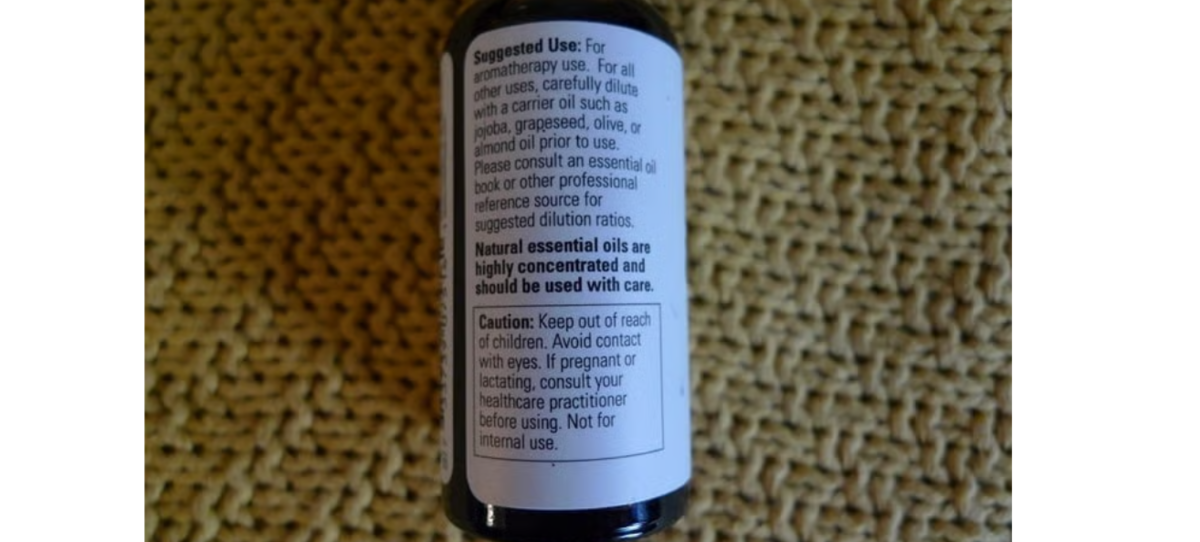 Suggested Use: For
aromatherapy use. For all
other uses, carefully dilute
with a carrier oil such as
jojoba, grapeseed, olive, or
almond oil prior to use.
Please consult an essential oil
book or other professional
reference source for
suggested dilution ratios.
Natural essential oils are
highly concentrated and
should be used with care.
Caution: Keep out of reach
of children. Avoid contact
with eyes. If pregnant or
lactating, consult your
healthcare practitioner
before using. Not for
internal use.